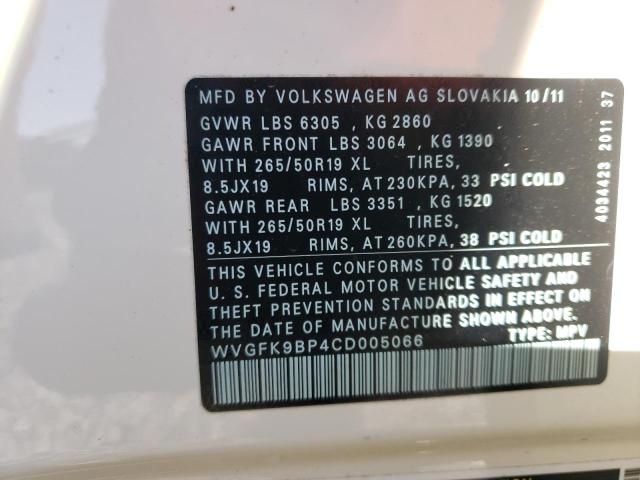 MFD BY VOLKSWAGEN AG SLOVAKIA 10/11
GVWR LBS 6305 , KG 2860
GAWR FRONT LBS 3064 , KG 1390
WITH 265/50R19 XL TIRES,
8.5JX19 RIMS, AT 230KPA, 33 PSI COLD
GAWR REAR LBS 3351 , KG 1520
WITH 265/50R19 XL TIRES,
8.5JX19 RIMS, AT 260KPA, 38 PSI COLD
THIS VEHICLE CONFORMS TO ALL APPLICABLE
U. S. FEDERAL MOTOR VEHICLE SAFETY AND
THEFT PREVENTION STANDARDS IN EFFECT ON
THE DATE OF MANUFACTURE SHOWN ABOVE.
WVGFK9BP4CD005066 TYPE: MPV
4034423 2011 37